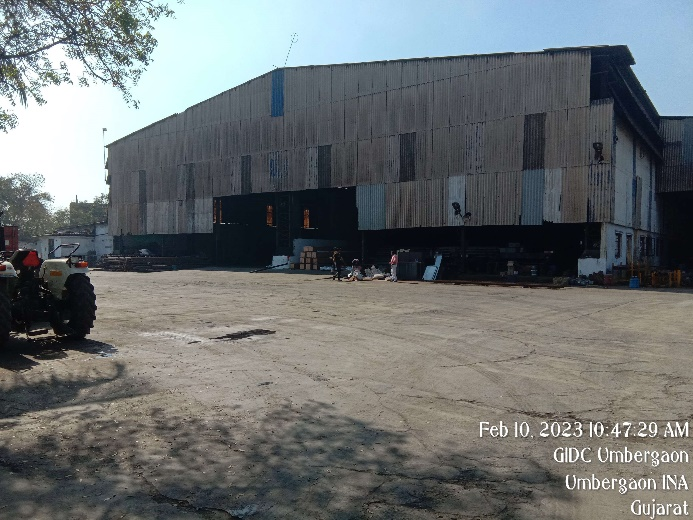 Feb 10, 2023 10:47:29 AM
GIDC Umbergaon
Umbergaon INA
Gujarat